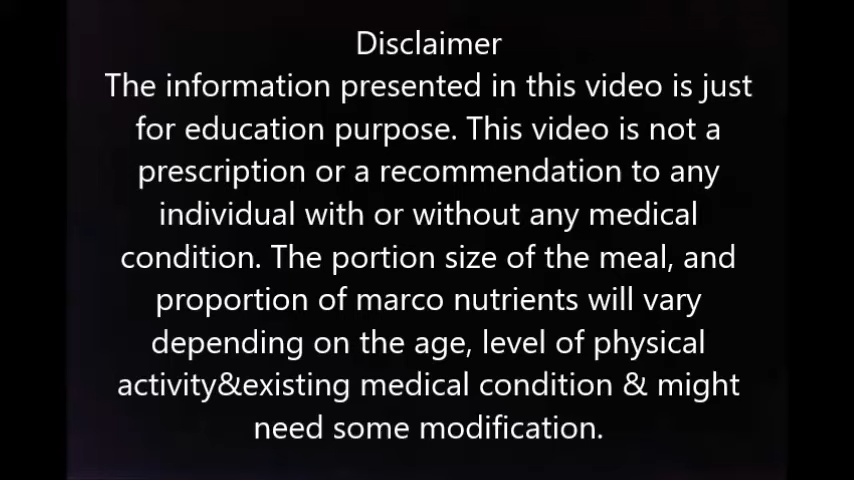 Disclaimer
The information presented in this video is just
for education purpose. This video is not a
prescription or a recommendation to any
individual with or without any medical
condition. The portion size of the meal, and
proportion of marco nutrients will vary
depending on the age, level of physical
activity&existing medical condition & might
need some modification.